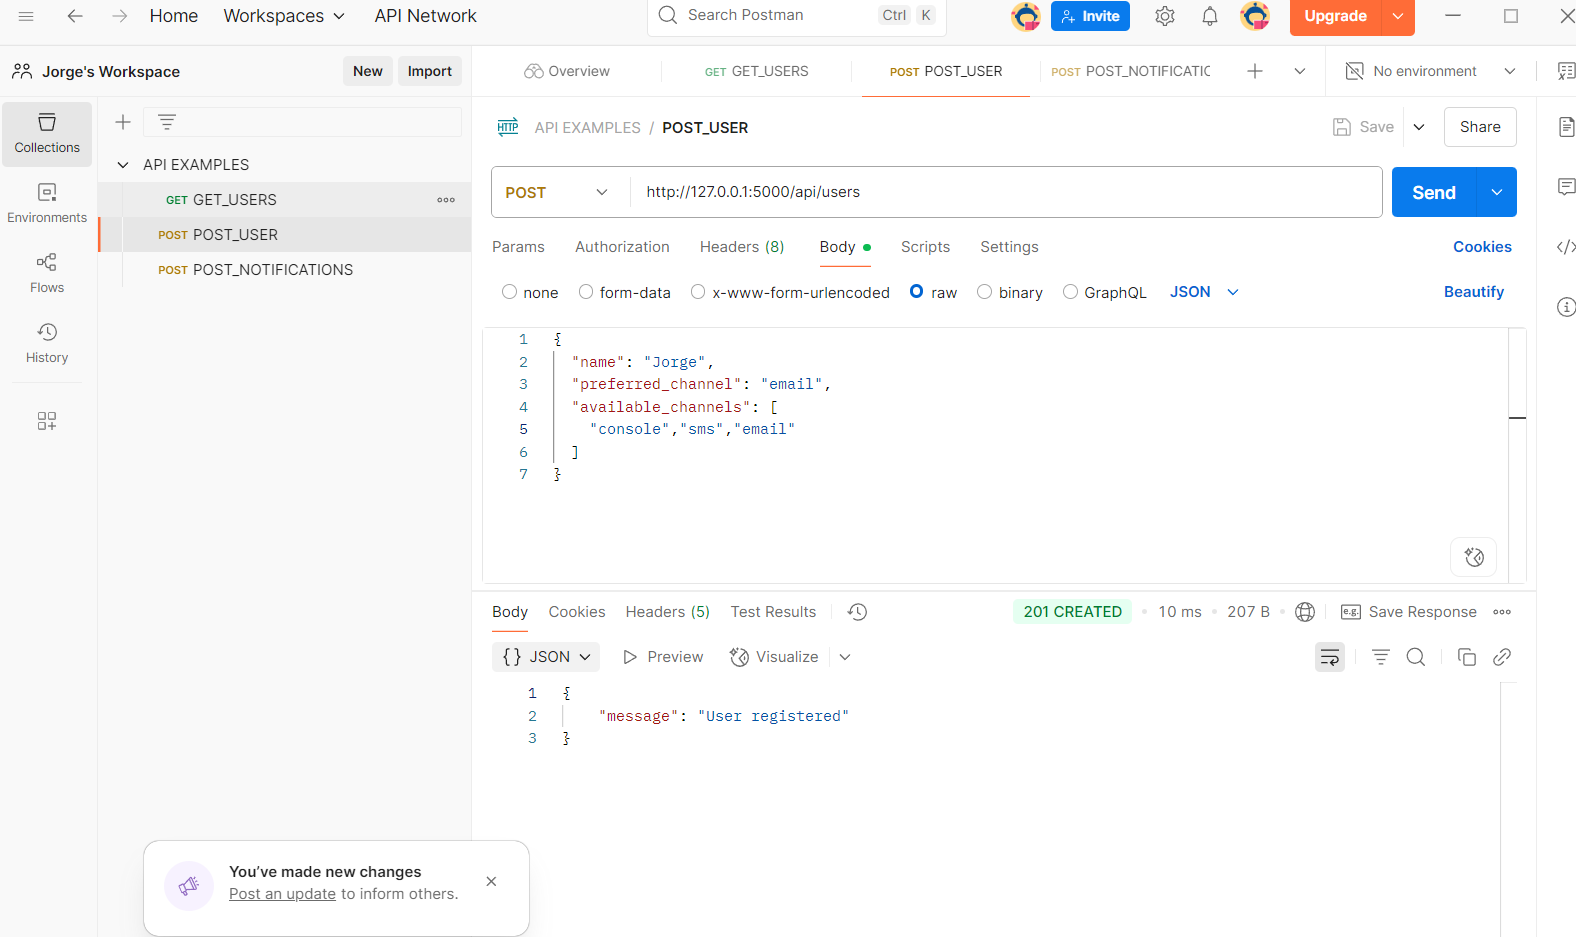 Home Workspaces API Network Search Postman Ctrl K Invite Upgrade
Jorge's Workspace New Import Overview GET GET_USERS POST POST_USER POST POST_NOTIFICATIC No environment
Collections
Environments
Flows
History
API EXAMPLES
GET GET_USERS
POST POST_USER
POST POST_NOTIFICATIONS
HTTP API EXAMPLES / POST_USER Save Share
POST http://127.0.0.1:5000/api/users Send
Params Authorization Headers (8) Body Scripts Settings Cookies
none form-data x-www-form-urlencoded raw binary GraphQL JSON Beautify
1 {
2 "name": "Jorge",
3 "preferred_channel": "email",
4 "available_channels": [
5 "console","sms","email"
6 ]
7 }
Body Cookies Headers (5) Test Results 201 CREATED 10 ms 207 B e.g. Save Response
{} JSON Preview Visualize
1 {
2 "message": "User registered"
3 }
You’ve made new changes
Post an update to inform others.